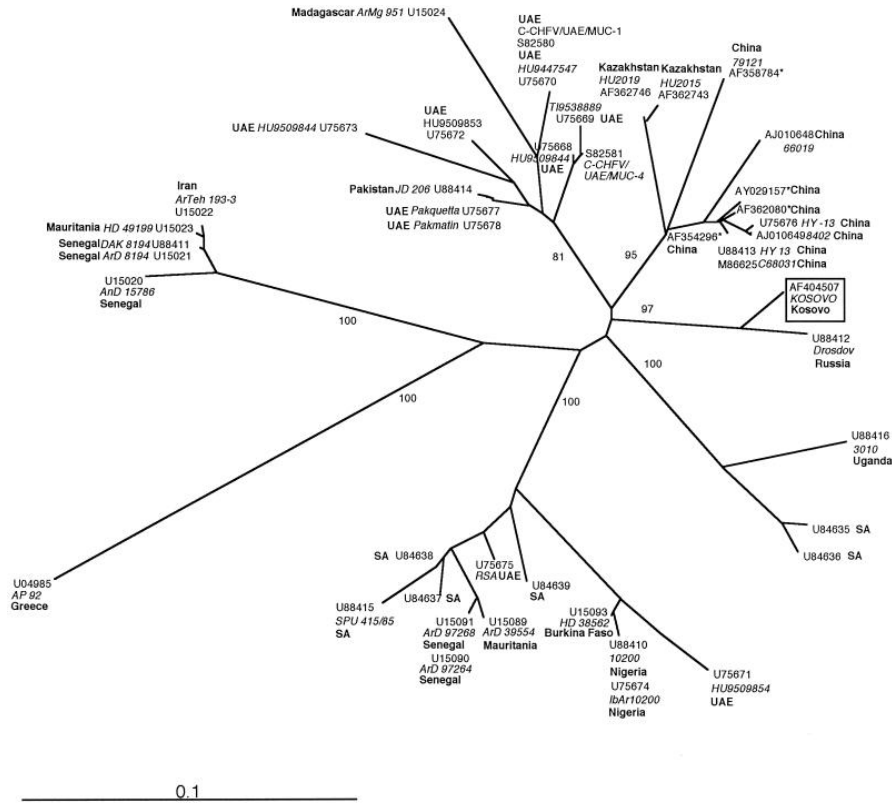 Madagascar ArMg 951 U15024
UAE
C-CHFV/UAE/MUC-1
S82580
UAE
HU9447547
U75670
Kazakhstan
HU2019
AF362746
Kazakhstan
HU2015
AF362743
China
79121
AF358784*
TI9538889
U75669 UAE
U75668
HU9509844
UAE
S82581
C-CHFV/
UAE/MUC-4
UAE
HU9509853
U75672
UAE HU9509844 U75673
AJ010648 China
66019
Pakistan JD 206 U88414
UAE Pakquetta U75677
UAE Pakmatin U75678
AY029157* China
AF362080* China
U75676 HY -13 China
AJ010649 8402 China
U88413 HY 13 China
M86625 C68031 China
AF354296*
China
Iran
ArTeh 193-3
U15022
Mauritania HD 49199 U15023
Senegal DAK 8194 U88411
Senegal ArD 8194 U15021
U15020
AnD 15786
Senegal
81
95
97
100
100
100
100
AF404507
KOSOVO
Kosovo
U88412
Drosdov
Russia
U88416
3010
Uganda
U84635 SA
U84636 SA
U04985
AP 92
Greece
SA U84638
U88415
SPU 415/85
SA
U84637 SA
U75675
RSA UAE
U84639
SA
U15091
ArD 97268
Senegal
U15090
ArD 97264
Senegal
U15089
ArD 39554
Mauritania
U15093
HD 38562
Burkina Faso
U88410
10200
Nigeria
U75674
IbAr10200
Nigeria
U75671
HU9509854
UAE
0.1